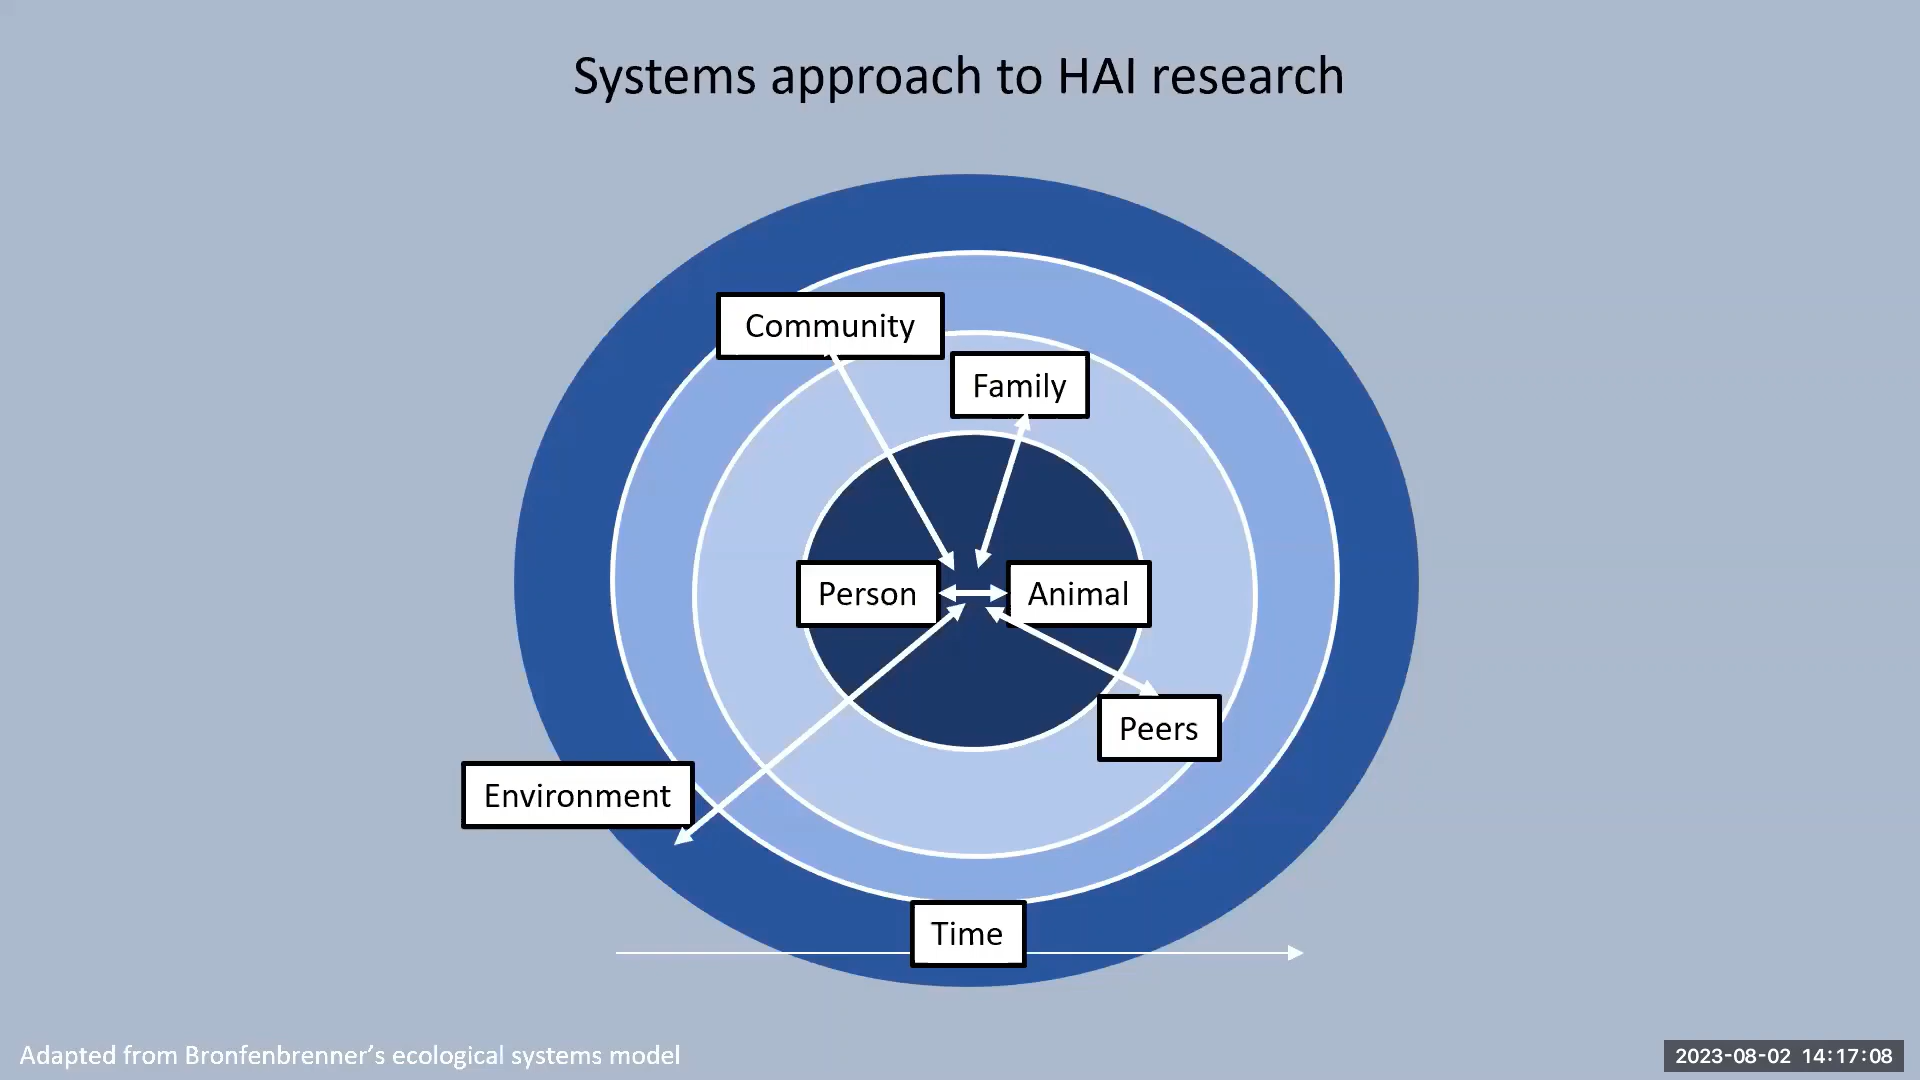 Systems approach to HAI research
Community
Family
Person
Animal
Peers
Environment
Time
Adapted from Bronfenbrenner’s ecological systems model
2023-08-02 14:17:08